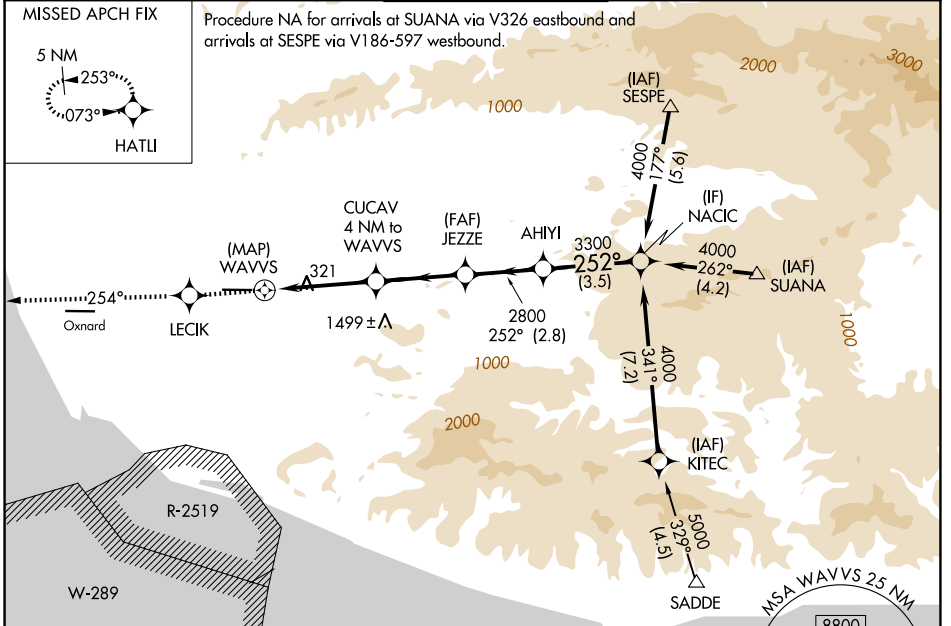 MISSED APCH FIX
5 NM
253°
073°
HATLI
Procedure NA for arrivals at SUANA via V326 eastbound and
arrivals at SESPE via V186-597 westbound.
2000
3000
1000
(IAF)
SESPE
4000
177°
(5.6)
(IF)
NACIC
CUCAV
4 NM to
WAVVS
(FAF)
JEZZE
AHIYI
3300
252°
(3.5)
4000
262°
(4.2)
(IAF)
SUANA
(MAP)
WAVVS
321
254°
Oxnard
LECIK
1499 ±
2800
252° (2.8)
1000
1000
4000
341°
(7.2)
2000
(IAF)
KITEC
R-2519
5000
329°
(4.5)
W-289
SADDE
MSA WAVVS 25 NM
8800